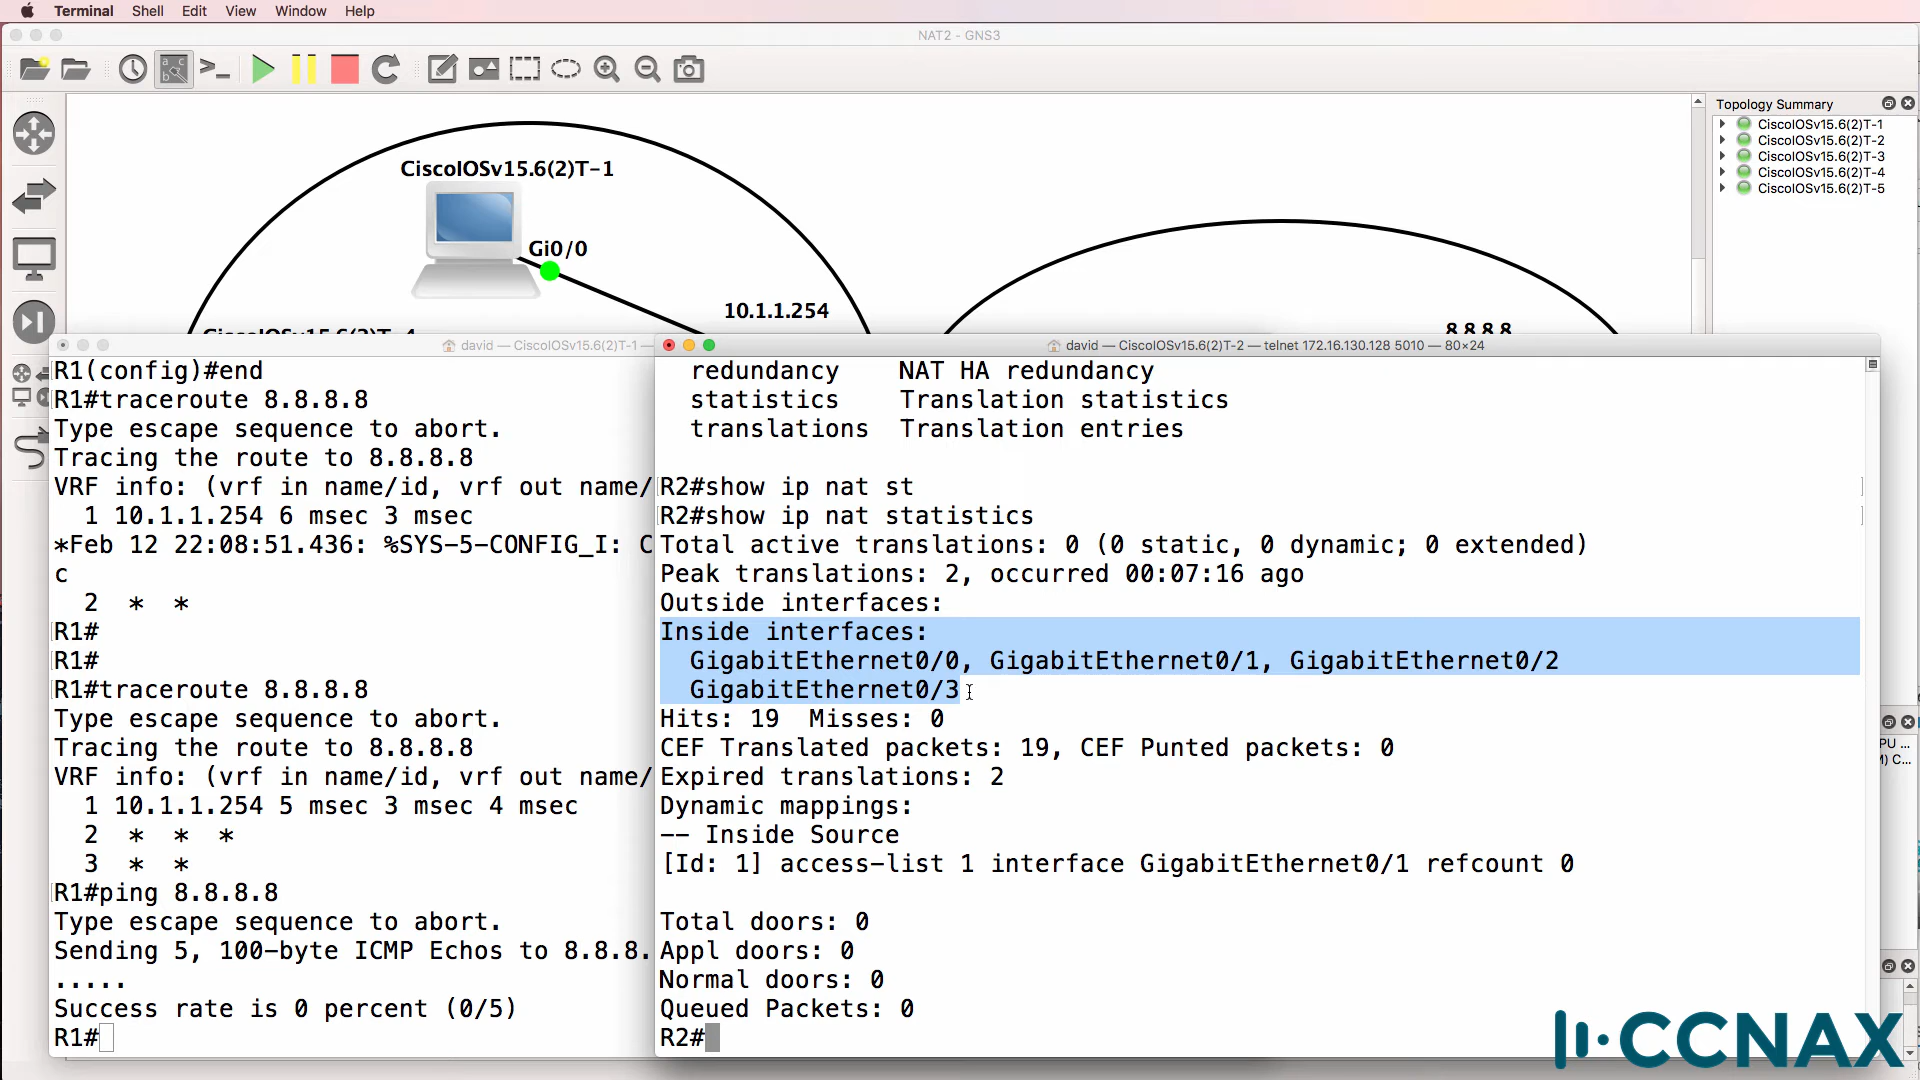 Terminal Shell Edit View Window Help
NAT2 - GNS3
Topology Summary
CiscoIOSv15.6(2)T-1
CiscoIOSv15.6(2)T-2
CiscoIOSv15.6(2)T-3
CiscoIOSv15.6(2)T-4
CiscoIOSv15.6(2)T-5
CiscoIOSv15.6(2)T-1
Gi0/0
10.1.1.254
8.8.8.8
CiscoIOSv15.6(2)T-4
david — CiscoIOSv15.6(2)T-1 —
R1(config)#end
R1#traceroute 8.8.8.8
Type escape sequence to abort.
Tracing the route to 8.8.8.8
VRF info: (vrf in name/id, vrf out name/
1 10.1.1.254 6 msec 3 msec
*Feb 12 22:08:51.436: %SYS-5-CONFIG_I: C
c
2 * *
R1#
R1#
R1#traceroute 8.8.8.8
Type escape sequence to abort.
Tracing the route to 8.8.8.8
VRF info: (vrf in name/id, vrf out name/
1 10.1.1.254 5 msec 3 msec 4 msec
2 * * *
3 * *
R1#ping 8.8.8.8
Type escape sequence to abort.
Sending 5, 100-byte ICMP Echos to 8.8.8.
.....
Success rate is 0 percent (0/5)
R1#
david — CiscoIOSv15.6(2)T-2 — telnet 172.16.130.128 5010 — 80×24
redundancy NAT HA redundancy
statistics Translation statistics
translations Translation entries
R2#show ip nat st
R2#show ip nat statistics
Total active translations: 0 (0 static, 0 dynamic; 0 extended)
Peak translations: 2, occurred 00:07:16 ago
Outside interfaces:
Inside interfaces:
GigabitEthernet0/0, GigabitEthernet0/1, GigabitEthernet0/2
GigabitEthernet0/3
Hits: 19 Misses: 0
CEF Translated packets: 19, CEF Punted packets: 0
Expired translations: 2
Dynamic mappings:
-- Inside Source
[Id: 1] access-list 1 interface GigabitEthernet0/1 refcount 0
Total doors: 0
Appl doors: 0
Normal doors: 0
Queued Packets: 0
R2#
PU ...
M) C...
CCNAX